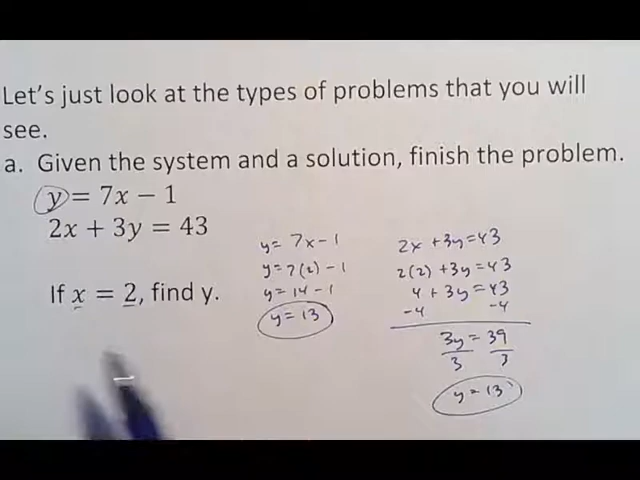 Let's just look at the types of problems that you will
see.
a. Given the system and a solution, finish the problem.
y = 7x − 1
2x + 3y = 43
If x = 2, find y.
y = 7x - 1
y = 7(2) - 1
y = 14 - 1
y = 13
2x + 3y = 43
2(2) + 3y = 43
4 + 3y = 43
-4 -4
3y = 39
3 3
y = 13